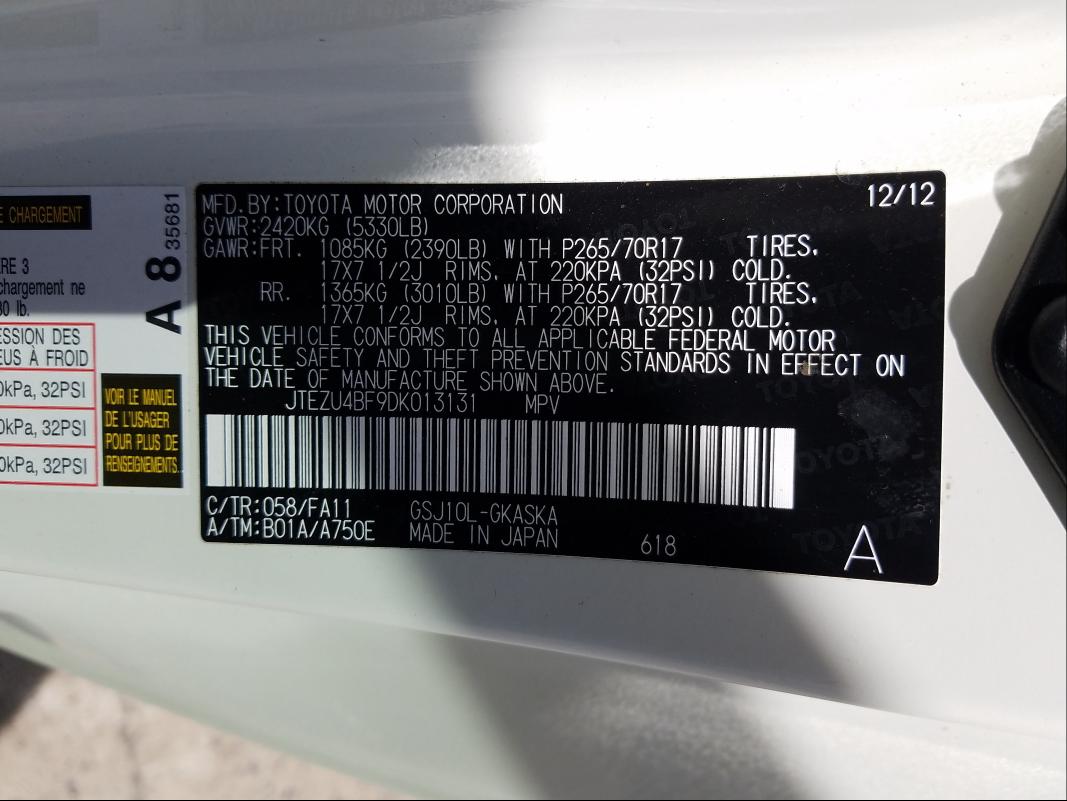 E CHARGEMENT
ÈRE 3
chargement ne
30 lb.
ESSION DES
EUS À FROID
0kPa, 32PSI
0kPa, 32PSI
0kPa, 32PSI
VOIR LE MANUEL
DE L'USAGER
POUR PLUS DE
RENSEIGNEMENTS.
A 8 35681
12/12
MFD.BY:TOYOTA MOTOR CORPORATION
GVWR:2420KG (5330LB)
GAWR:FRT. 1085KG (2390LB) WITH P265/70R17 TIRES,
17X7 1/2J RIMS, AT 220KPA (32PSI) COLD.
RR. 1365KG (3010LB) WITH P265/70R17 TIRES,
17X7 1/2J RIMS, AT 220KPA (32PSI) COLD.
THIS VEHICLE CONFORMS TO ALL APPLICABLE FEDERAL MOTOR
VEHICLE SAFETY AND THEFT PREVENTION STANDARDS IN EFFECT ON
THE DATE OF MANUFACTURE SHOWN ABOVE.
JTEZU4BF9DK013131 MPV
C/TR:058/FA11 GSJ10L-GKASKA
A/TM:B01A/A750E MADE IN JAPAN 618
A